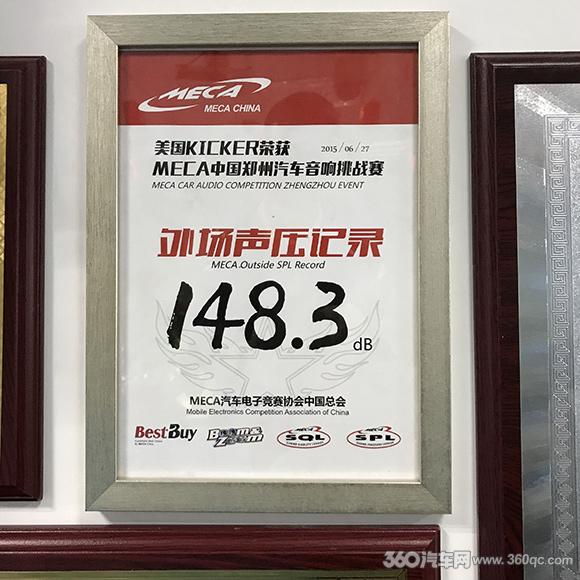 MECA
MECA CHINA
美国KICKER荣获 2015/06/27
MECA中国郑州汽车音响挑战赛
MECA CAR AUDIO COMPETITION ZHENGZHOU EVENT
外场声压记录
MECA Outside SPL Record
148.3 dB
MECA汽车电子竞赛协会中国总会
Mobile Electronics Competition Association of China
BestBuy
MECA
SQL
MECA
SPL
360汽车网 www.360qc.com